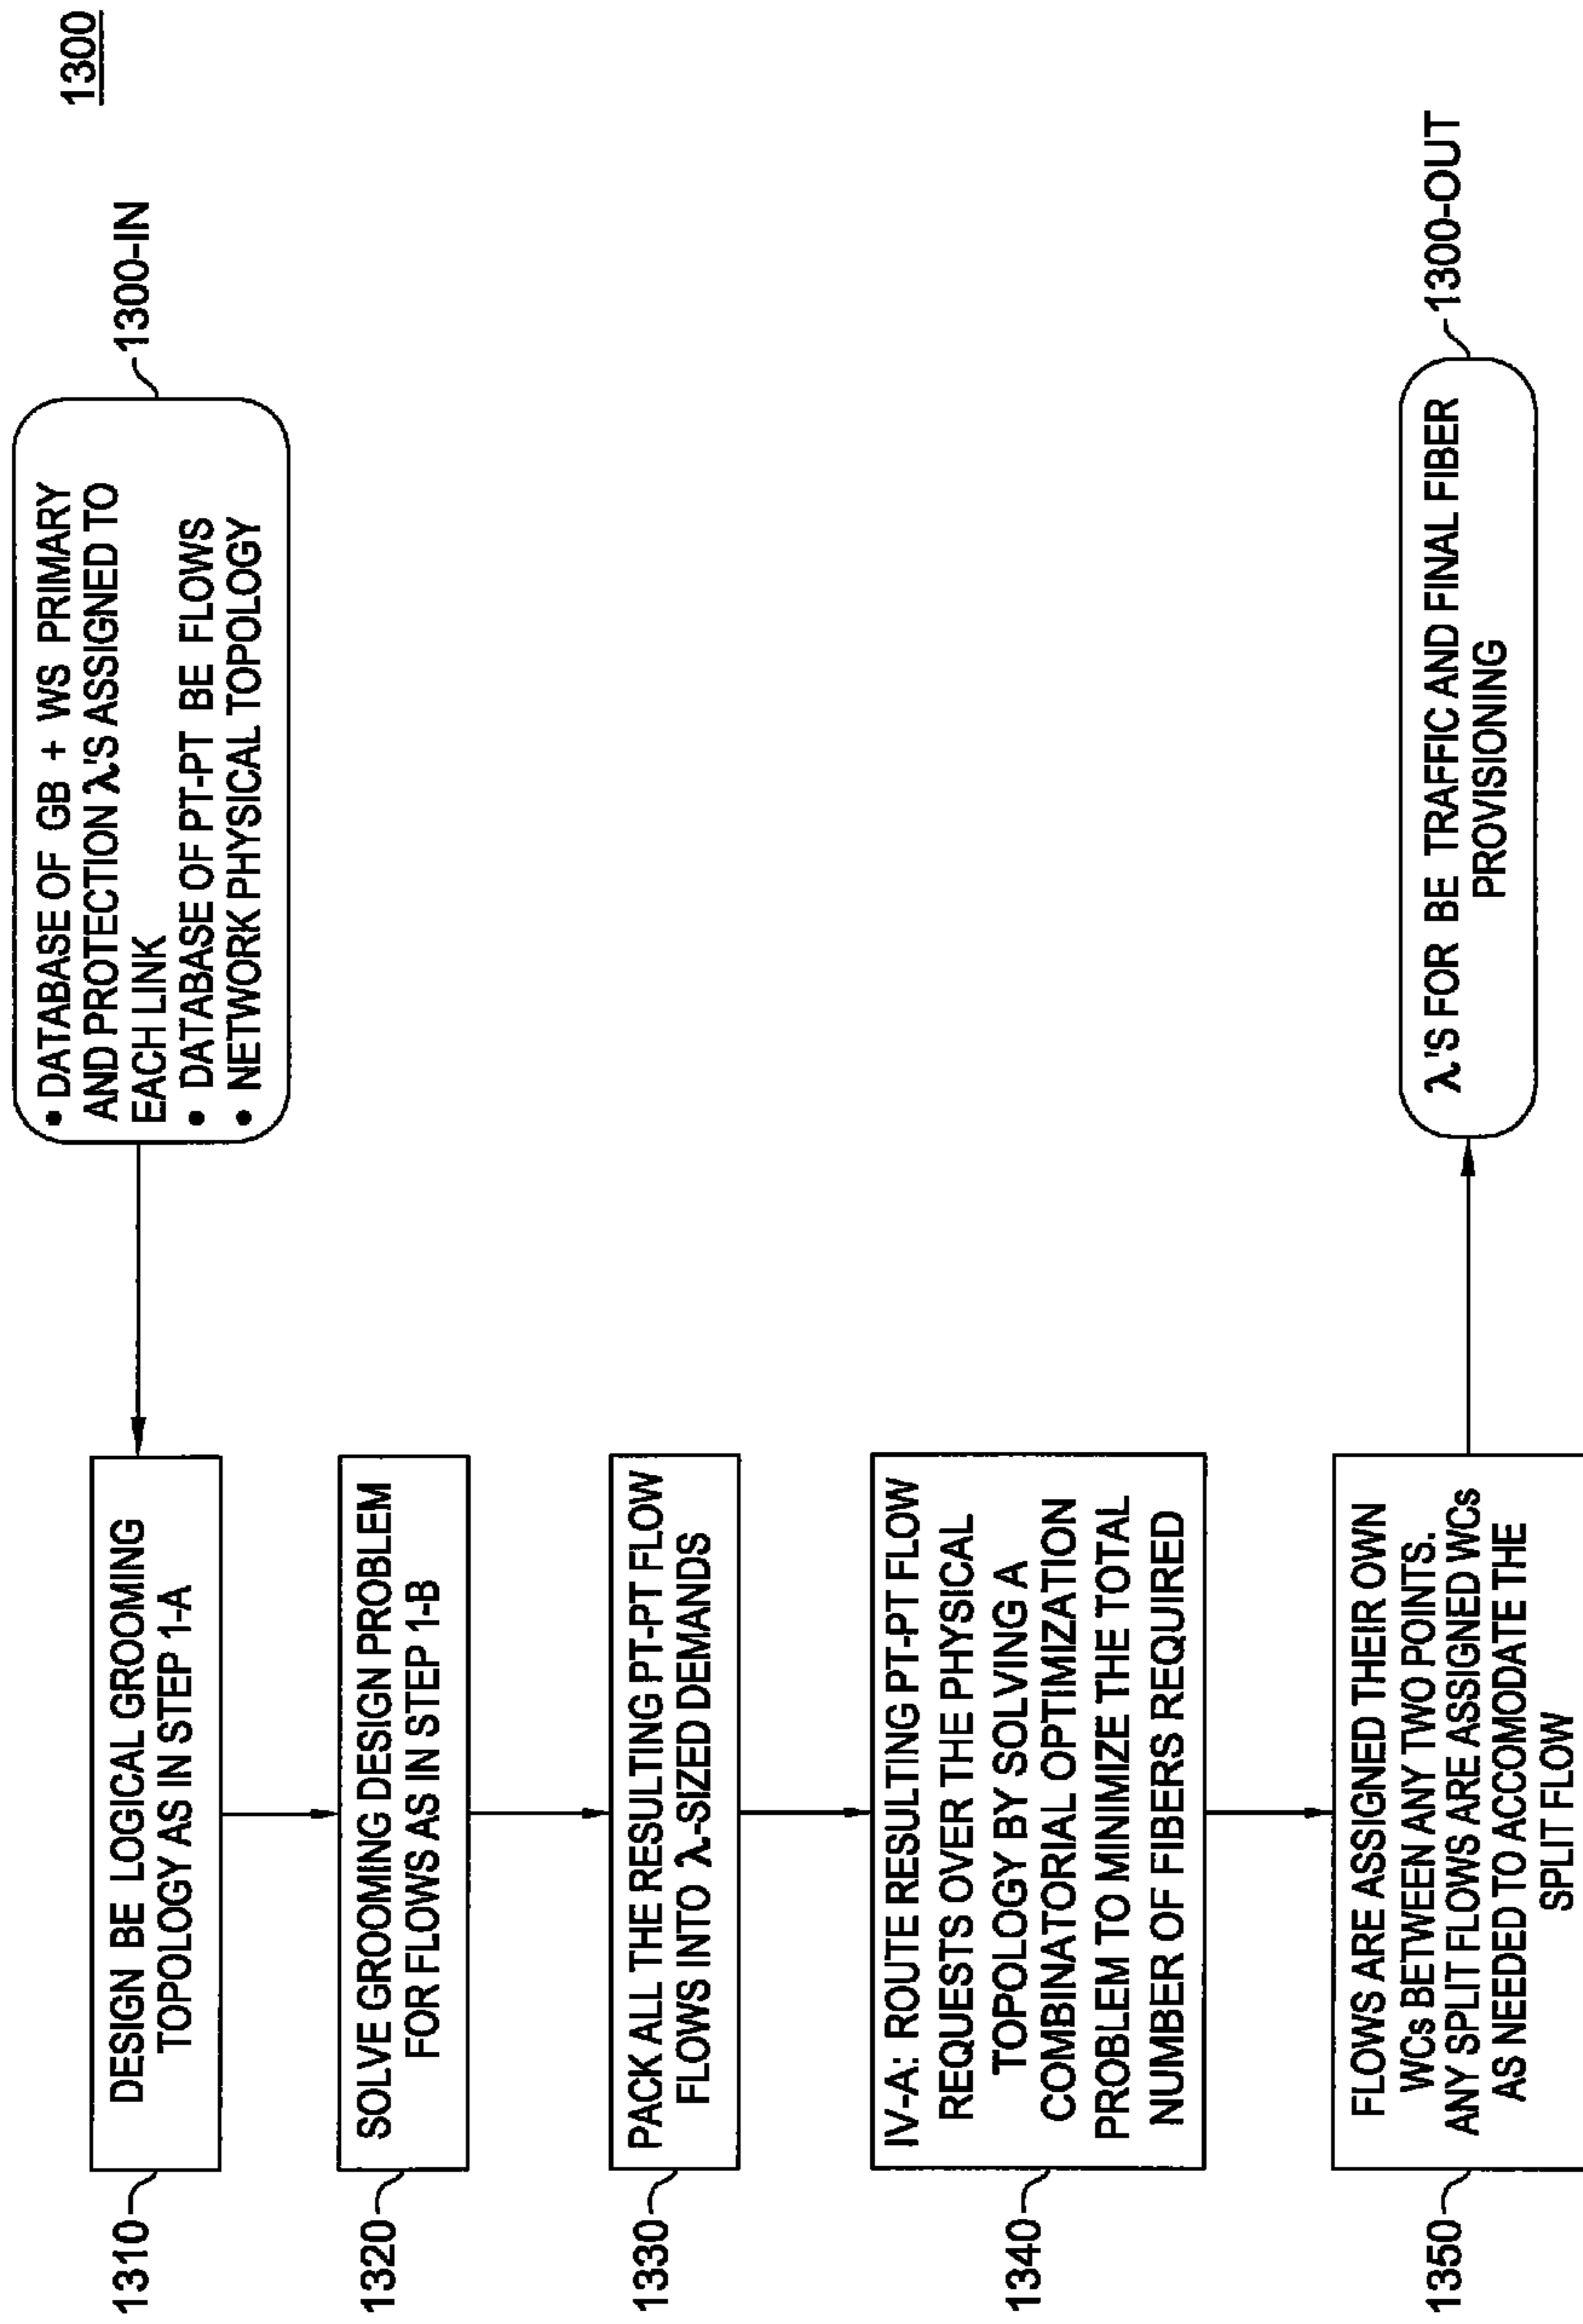 1300
1300-IN
• DATABASE OF GB + WS PRIMARY
AND PROTECTION λ'S ASSIGNED TO
EACH LINK
• DATABASE OF PT-PT BE FLOWS
• NETWORK PHYSICAL TOPOLOGY
1310
DESIGN BE LOGICAL GROOMING
TOPOLOGY AS IN STEP 1-A
1320
SOLVE GROOMING DESIGN PROBLEM
FOR FLOWS AS IN STEP 1-B
1330
PACK ALL THE RESULTING PT-PT FLOW
FLOWS INTO λ-SIZED DEMANDS
1340
IV-A: ROUTE RESULTING PT-PT FLOW
REQUESTS OVER THE PHYSICAL
TOPOLOGY BY SOLVING A
COMBINATORIAL OPTIMIZATION
PROBLEM TO MINIMIZE THE TOTAL
NUMBER OF FIBERS REQUIRED
1350
FLOWS ARE ASSIGNED THEIR OWN
WCs BETWEEN ANY TWO POINTS.
ANY SPLIT FLOWS ARE ASSIGNED WCs
AS NEEDED TO ACCOMODATE THE
SPLIT FLOW
λ'S FOR BE TRAFFIC AND FINAL FIBER
PROVISIONING
1300-OUT